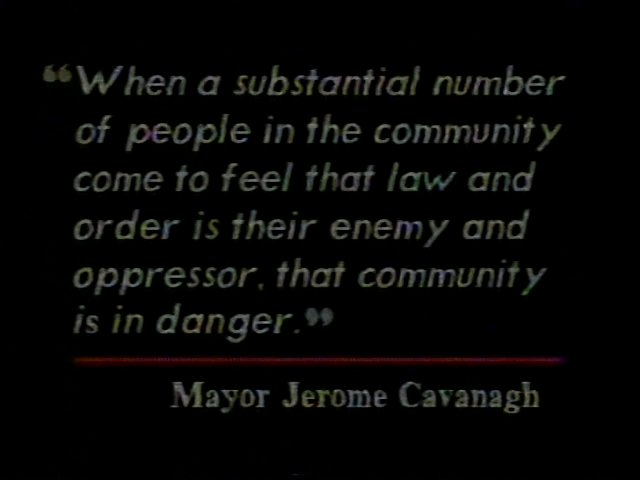 “When a substantial number
of people in the community
come to feel that law and
order is their enemy and
oppressor, that community
is in danger.”
Mayor Jerome Cavanagh